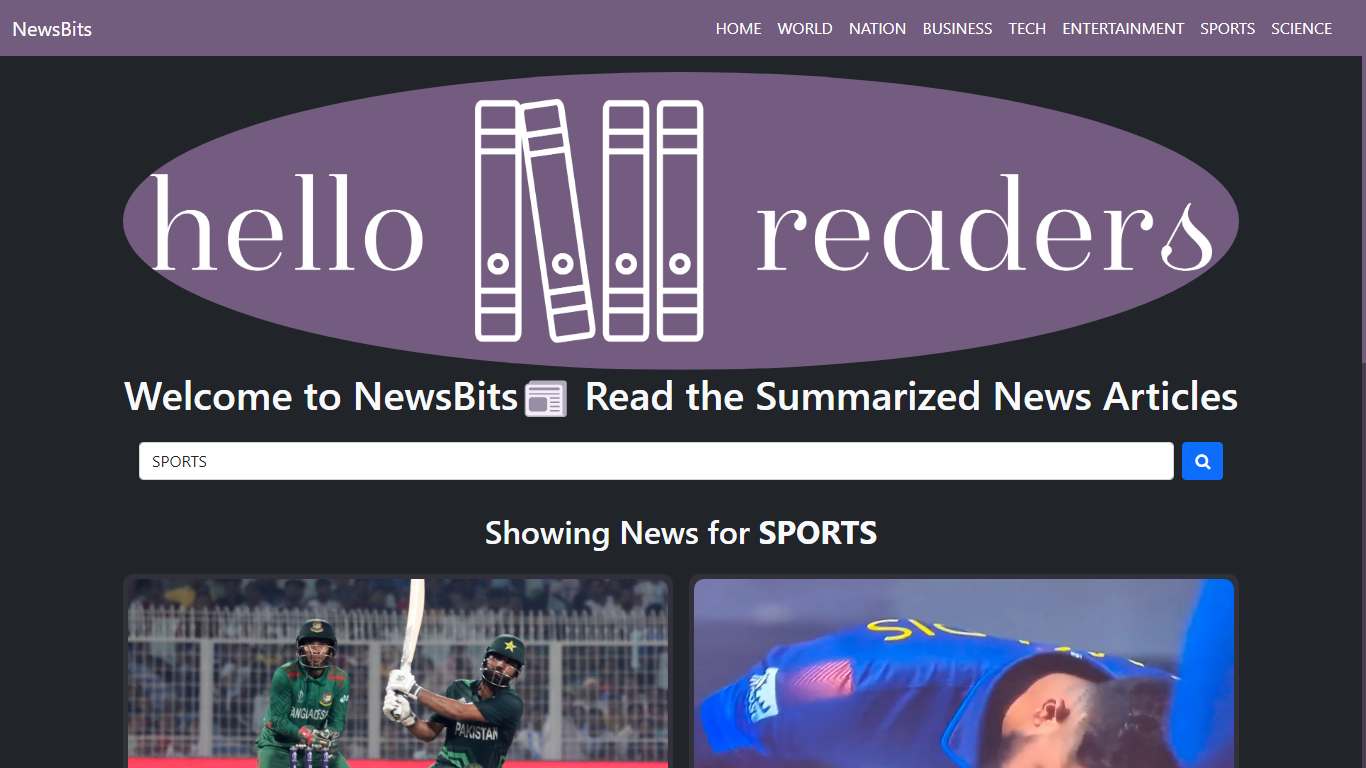 NewsBits
HOME WORLD NATION BUSINESS TECH ENTERTAINMENT SPORTS SCIENCE
hello readers
Welcome to NewsBits Read the Summarized News Articles
SPORTS
Showing News for SPORTS
PAKISTAN